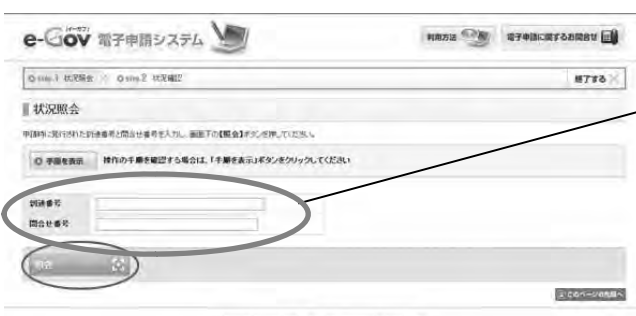 e-Gov 電子申請システム
利用方法
電子申請に関するお問合せ
step.1 状況照会
step.2 状況確認
終了する
状況照会
申請時に発行された到達番号と問合せ番号を入力し、画面下の【照会】ボタンを押してください。
手順を表示
操作の手順を確認する場合は、「手順を表示」ボタンをクリックしてください
到達番号
問合せ番号
照会
このページの先頭へ